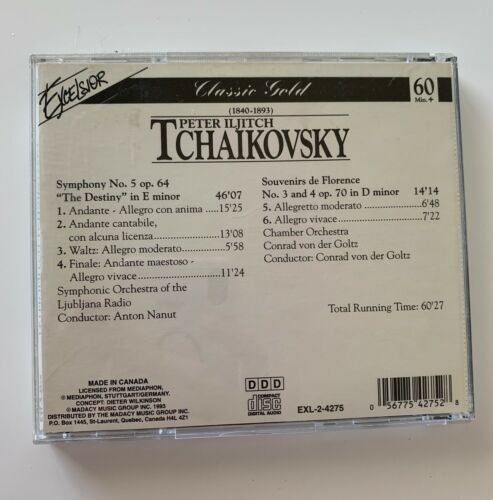 EXCELSIOR
Classic Gold
60
Min. +
(1840-1893)
PETER ILJITCH
TCHAIKOVSKY
Symphony No. 5 op. 64
"The Destiny" in E minor 46'07
1. Andante - Allegro con anima .....15'25
2. Andante cantabile,
con alcuna licenza ...................13'08
3. Waltz: Allegro moderato............5'58
4. Finale: Andante maestoso -
Allegro vivace..........................11'24
Symphonic Orchestra of the
Ljubljana Radio
Conductor: Anton Nanut
Souvenirs de Florence
No. 3 and 4 op. 70 in D minor 14'14
5. Allegretto moderato ..................6'48
6. Allegro vivace............................7'22
Chamber Orchestra
Conrad von der Goltz
Conductor: Conrad von der Goltz
Total Running Time: 60'27
MADE IN CANADA
LICENSED FROM MEDIAPHON,
℗ MEDIAPHON, STUTTGART/GERMANY.
CONCEPT: DIETER WILKINSON
© MADACY MUSIC GROUP INC. 1993
DISTRIBUTED BY THE MADACY MUSIC GROUP INC.
P.O. Box 1445, St-Laurent, Quebec, Canada H4L 4Z1
DDD
COMPACT
disc
DIGITAL AUDIO
EXL-2-4275
0 56775 42752 8